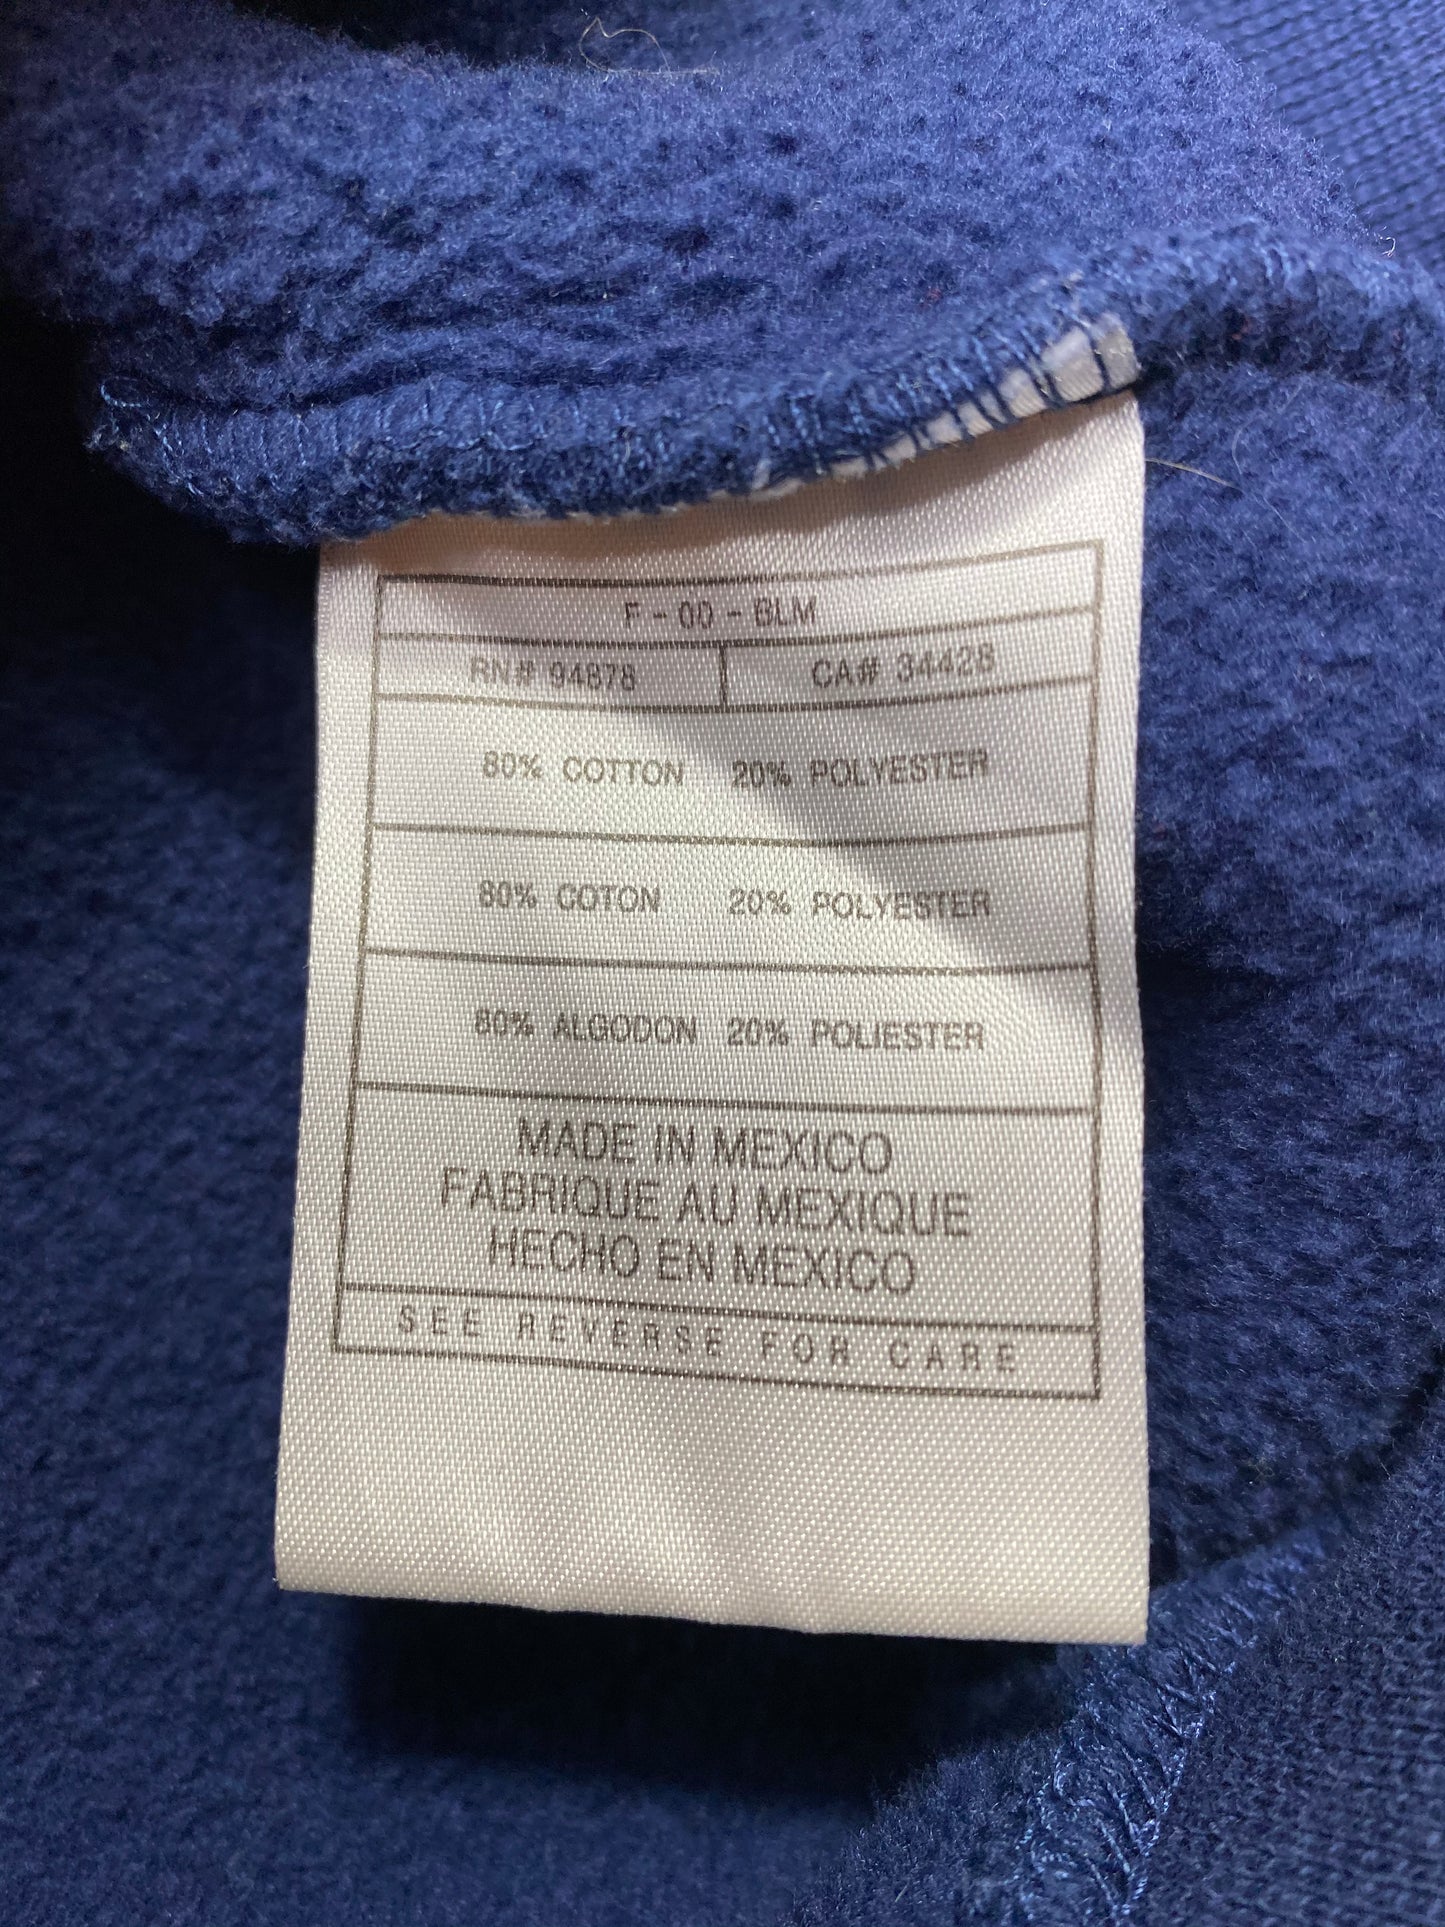 F - 00 - BLM
RN# 94878 CA# 34428
80% COTTON 20% POLYESTER
80% COTON 20% POLYESTER
80% ALGODON 20% POLIESTER
MADE IN MEXICO
FABRIQUE AU MEXIQUE
HECHO EN MEXICO
SEE REVERSE FOR CARE